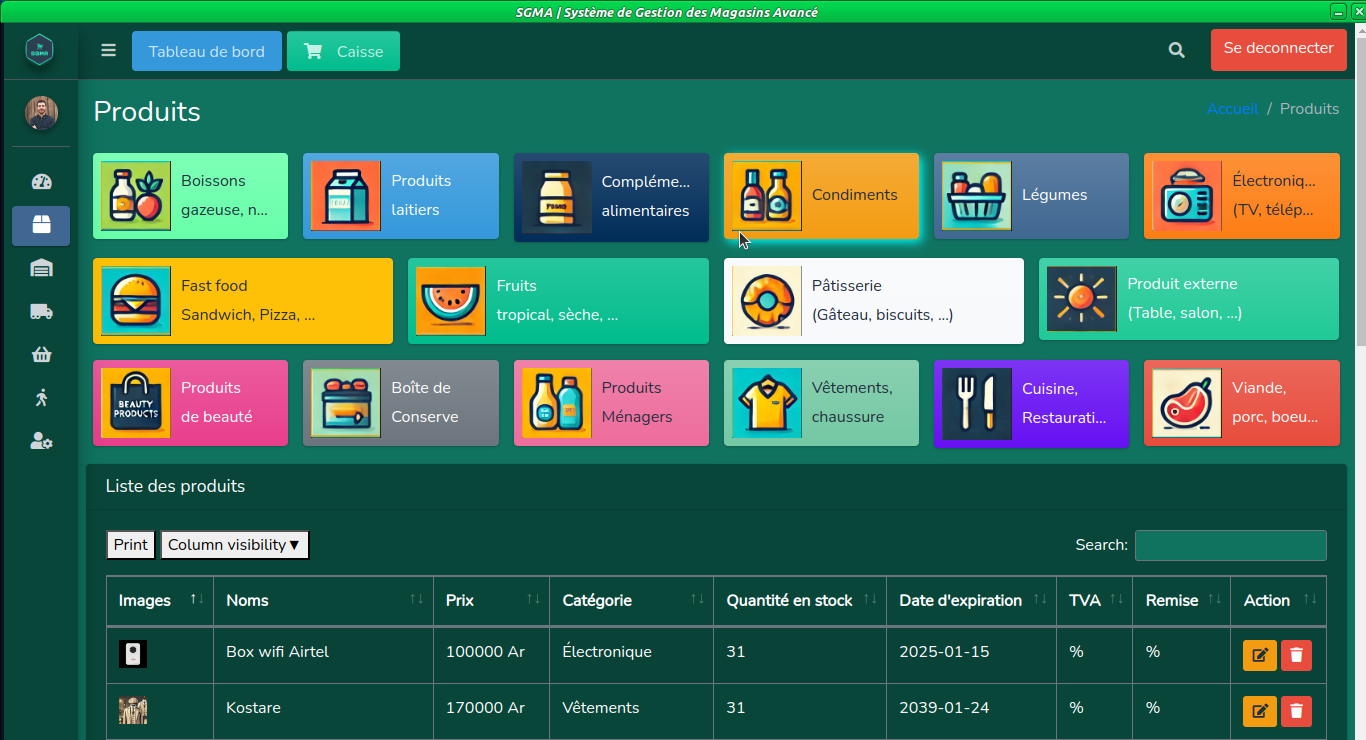 SGMA | Système de Gestion des Magasins Avancé
SGMA
Tableau de bord
Caisse
Se deconnecter
Produits
Accueil / Produits
Boissons
gazeuse, n...
Produits
laitiers
Compléme...
alimentaires
Condiments
Légumes
Électroniq...
(TV, télép...
Fast food
Sandwich, Pizza, ...
Fruits
tropical, sèche, ...
Pâtisserie
(Gâteau, biscuits, ...)
Produit externe
(Table, salon, ...)
BEAUTY
PRODUCTS
Produits
de beauté
Boîte de
Conserve
Produits
Ménagers
Vêtements,
chaussure
Cuisine,
Restaurati...
Viande,
porc, boeu...
Liste des produits
Print
Column visibility▼
Search:
Images Noms Prix Catégorie Quantité en stock Date d'expiration TVA Remise Action
Box wifi Airtel 100000 Ar Électronique 31 2025-01-15 % %
Kostare 170000 Ar Vêtements 31 2039-01-24 % %